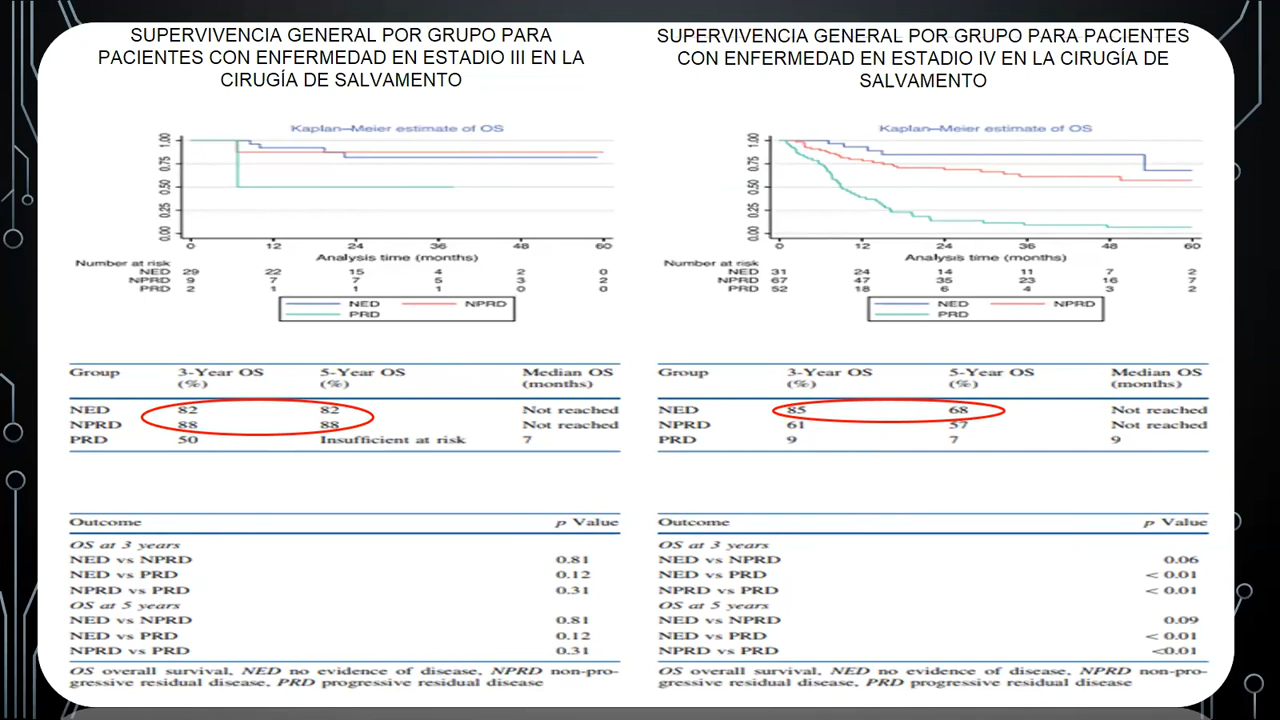 SUPERVIVENCIA GENERAL POR GRUPO PARA
PACIENTES CON ENFERMEDAD EN ESTADIO III EN LA
CIRUGÍA DE SALVAMENTO
Kaplan–Meier estimate of OS
1.00
0.75
0.50
0.25
0.00
0 12 24 36 48 60
Analysis time (months)
Number at risk
NED 29 22 15 4 2 0
NPRD 9 7 7 5 3 2
PRD 2 1 1 1 0 0
NED NPRD
PRD
Group 3-Year OS 5-Year OS Median OS
(%) (%) (months)
NED 82 82 Not reached
NPRD 88 88 Not reached
PRD 50 Insufficient at risk 7
Outcome p Value
OS at 3 years
NED vs NPRD 0.81
NED vs PRD 0.12
NPRD vs PRD 0.31
OS at 5 years
NED vs NPRD 0.81
NED vs PRD 0.12
NPRD vs PRD 0.31
OS overall survival, NED no evidence of disease, NPRD non-pro-
gressive residual disease, PRD progressive residual disease
SUPERVIVENCIA GENERAL POR GRUPO PARA PACIENTES
CON ENFERMEDAD EN ESTADIO IV EN LA CIRUGÍA DE
SALVAMENTO
Kaplan–Meier estimate of OS
1.00
0.75
0.50
0.25
0.00
0 12 24 36 48 60
Analysis time (months)
Number at risk
NED 31 24 14 11 7 2
NPRD 67 47 35 23 16 7
PRD 52 18 6 4 3 2
NED NPRD
PRD
Group 3-Year OS 5-Year OS Median OS
(%) (%) (months)
NED 85 68 Not reached
NPRD 61 57 Not reached
PRD 9 7 9
Outcome p Value
OS at 3 years
NED vs NPRD 0.06
NED vs PRD < 0.01
NPRD vs PRD < 0.01
OS at 5 years
NED vs NPRD 0.09
NED vs PRD < 0.01
NPRD vs PRD <0.01
OS overall survival, NED no evidence of disease, NPRD non-pro-
gressive residual disease, PRD progressive residual disease